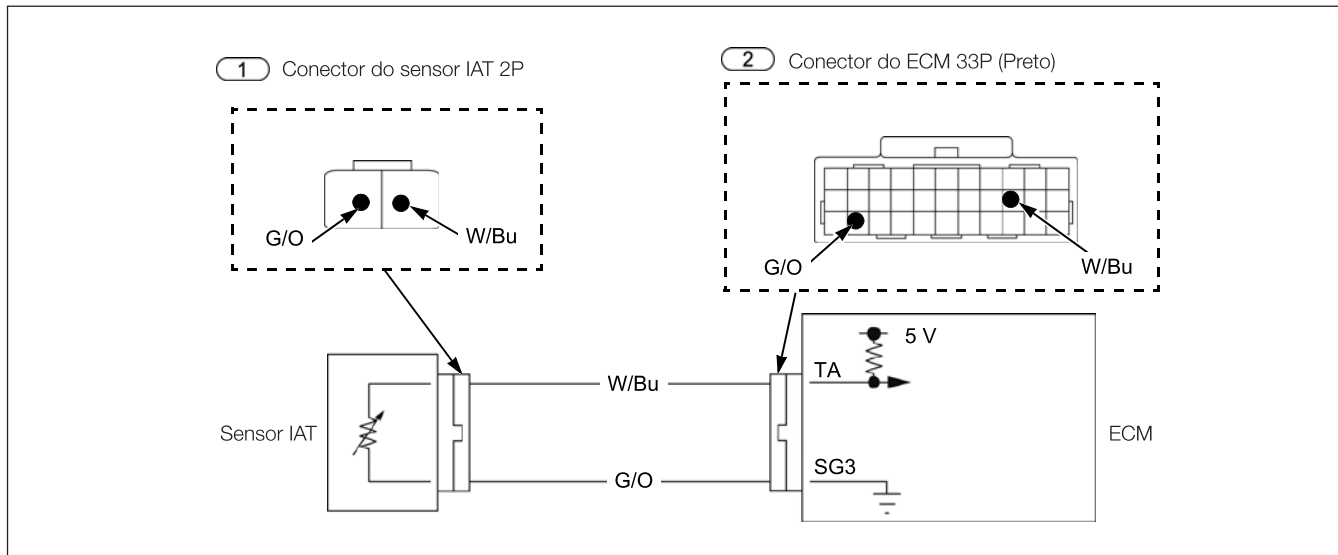 1 Conector do sensor IAT 2P
2 Conector do ECM 33P (Preto)
G/O
W/Bu
G/O
W/Bu
5 V
TA
W/Bu
Sensor IAT
ECM
SG3
G/O